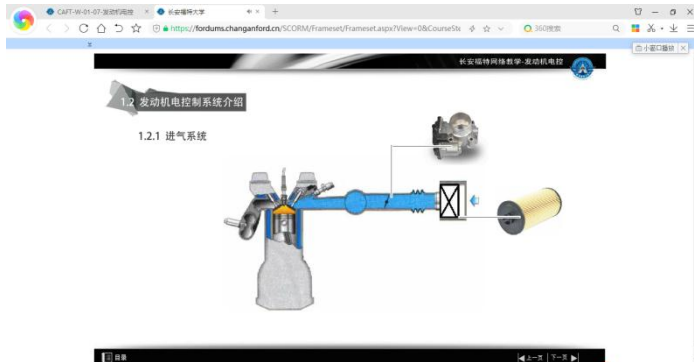 CAFT-W-01-07-发动机电控
长安福特大学
https://fordums.changanford.cn/SCORM/Frameset/Frameset.aspx?View=0&CourseStr
360搜索
小窗口播放
长安福特网络教学-发动机电控
1.2 发动机电控制系统介绍
1.2.1 进气系统
目录
上一页 下一页